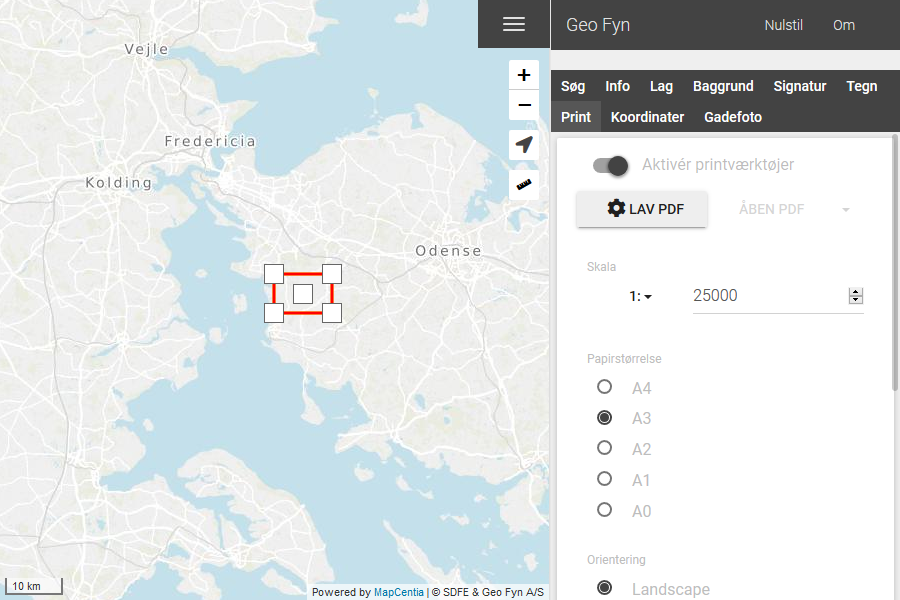 Geo Fyn Nulstil Om
Søg Info Lag Baggrund Signatur Tegn
Print Koordinater Gadefoto
Aktivér printværktøjer
LAV PDF ÅBEN PDF
Skala
1: 25000
Papirstørrelse
A4
A3
A2
A1
A0
Orientering
Landscape
Vejle
Fredericia
Kolding
Odense
+
−
10 km
Powered by MapCentia | © SDFE & Geo Fyn A/S